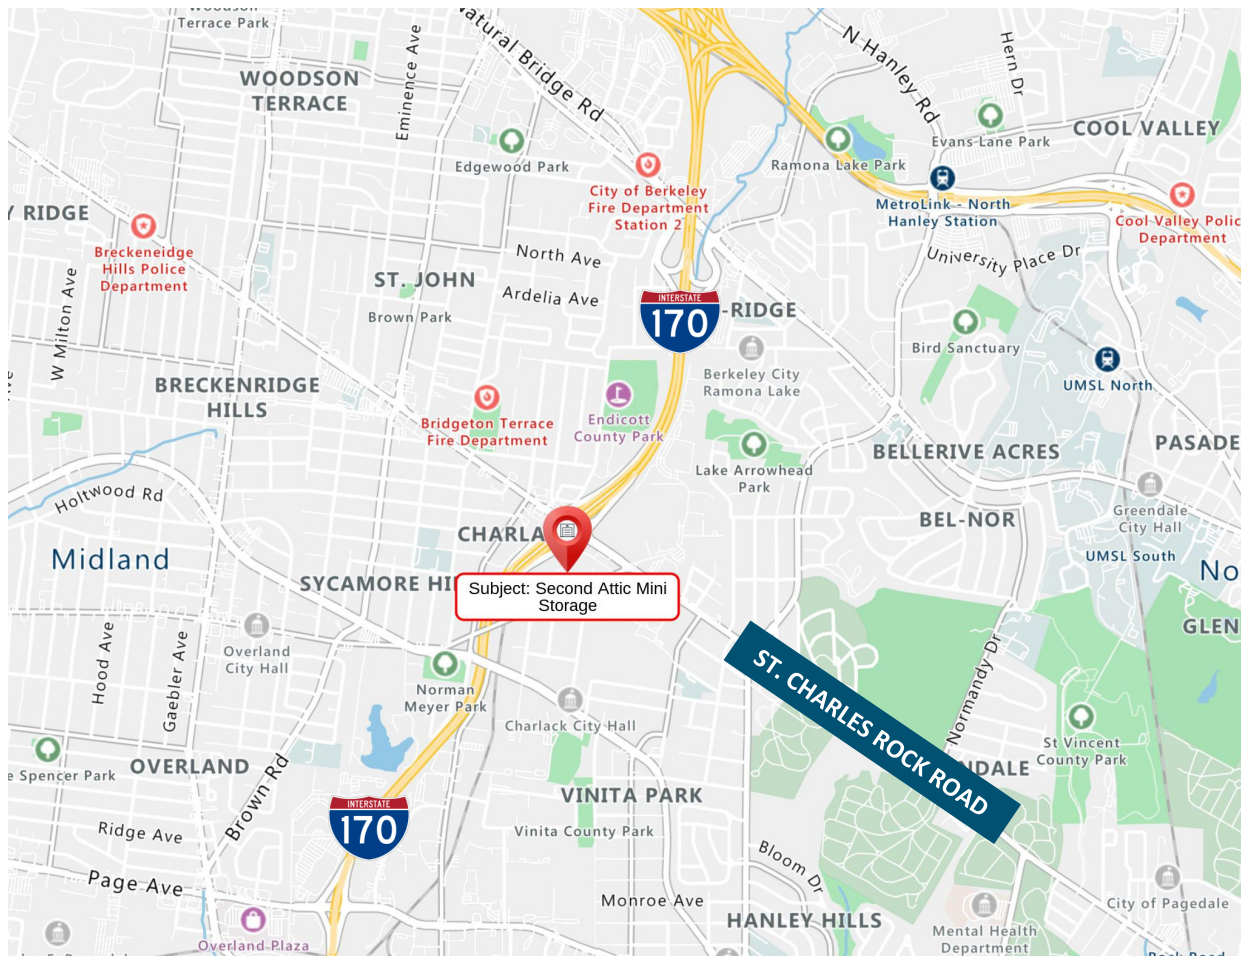 Woodson
Terrace Park
Natural Bridge Rd
N Hanley Rd
Hern Dr
Eminence Ave
WOODSON
TERRACE
COOL VALLEY
Evans Lane Park
Edgewood Park
Ramona Lake Park
City of Berkeley
Fire Department
Station 2
MetroLink - North
Hanley Station
Y RIDGE
Cool Valley Polic
Department
Breckeneidge
Hills Police
Department
North Ave
University Place Dr
ST. JOHN
Ardelia Ave
W Milton Ave
Brown Park
INTERSTATE
170
-RIDGE
Bird Sanctuary
Berkeley City
Ramona Lake
UMSL North
BRECKENRIDGE
HILLS
Bridgeton Terrace
Fire Department
Endicott
County Park
BELLERIVE ACRES
PASADE
Lake Arrowhead
Park
Holtwood Rd
Greendale
City Hall
BEL-NOR
CHARLA
Midland
UMSL South
No
SYCAMORE HI
Subject: Second Attic Mini
Storage
GLEN
Overland
City Hall
Hood Ave
Gaebler Ave
Norman
Meyer Park
Charlack City Hall
ST. CHARLES ROCK ROAD
Normandy Dr
St Vincent
County Park
e Spencer Park
OVERLAND
Brown Rd
NDALE
VINITA PARK
INTERSTATE
170
Ridge Ave
Vinita County Park
Bloom Dr
Page Ave
Monroe Ave
City of Pagedale
HANLEY HILLS
Mental Health
Department
Overland Plaza